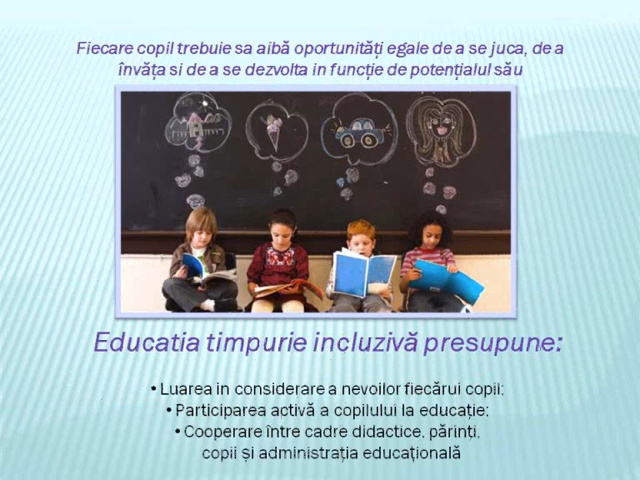 Fiecare copil trebuie sa aibă oportunități egale de a se juca, de a
învăța si de a se dezvolta in funcție de potențialul său
Educatia timpurie incluzivă presupune:
• Luarea in considerare a nevoilor fiecărui copil;
• Participarea activă a copilului la educație;
• Cooperare între cadre didactice, părinți,
copii și administrația educațională